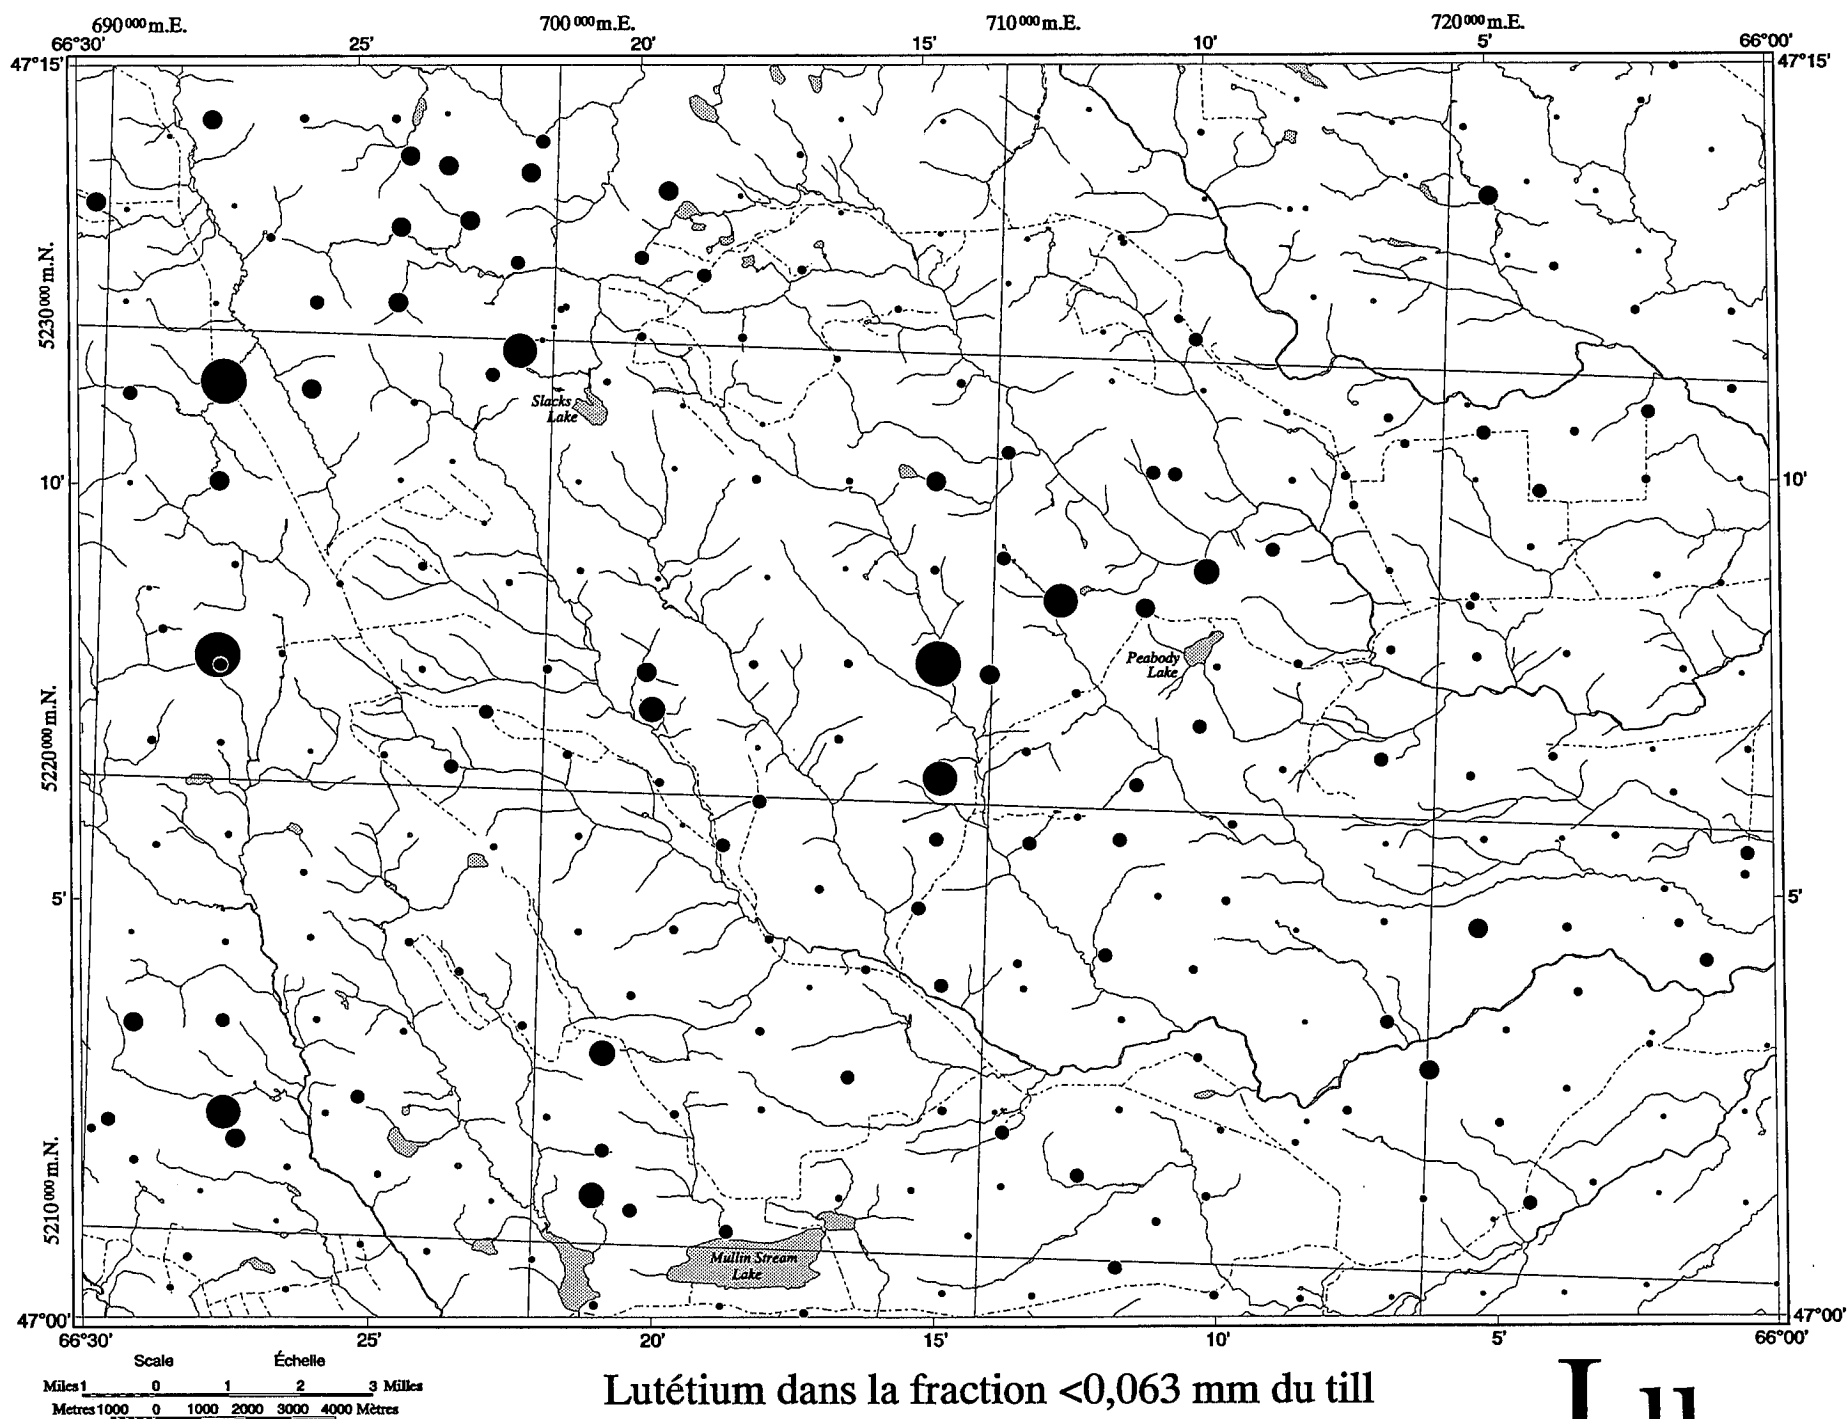 690 000 m.E. 700 000 m.E. 710 000 m.E. 720 000 m.E.
66°30' 25' 20' 15' 10' 5' 66°00'
47°15' 47°15'
5230 000 m.N.
Slacks
Lake
10' 10'
Peabody
Lake
5220 000 m.N.
5' 5'
5210 000 m.N.
Mullin Stream
Lake
47°00' 47°00'
66°30' 25' 20' 15' 10' 5' 66°00'
Scale Échelle
Miles 1 0 1 2 3 Milles
Metres 1000 0 1000 2000 3000 4000 Mètres
Lutétium dans la fraction <0,063 mm du till
Lu